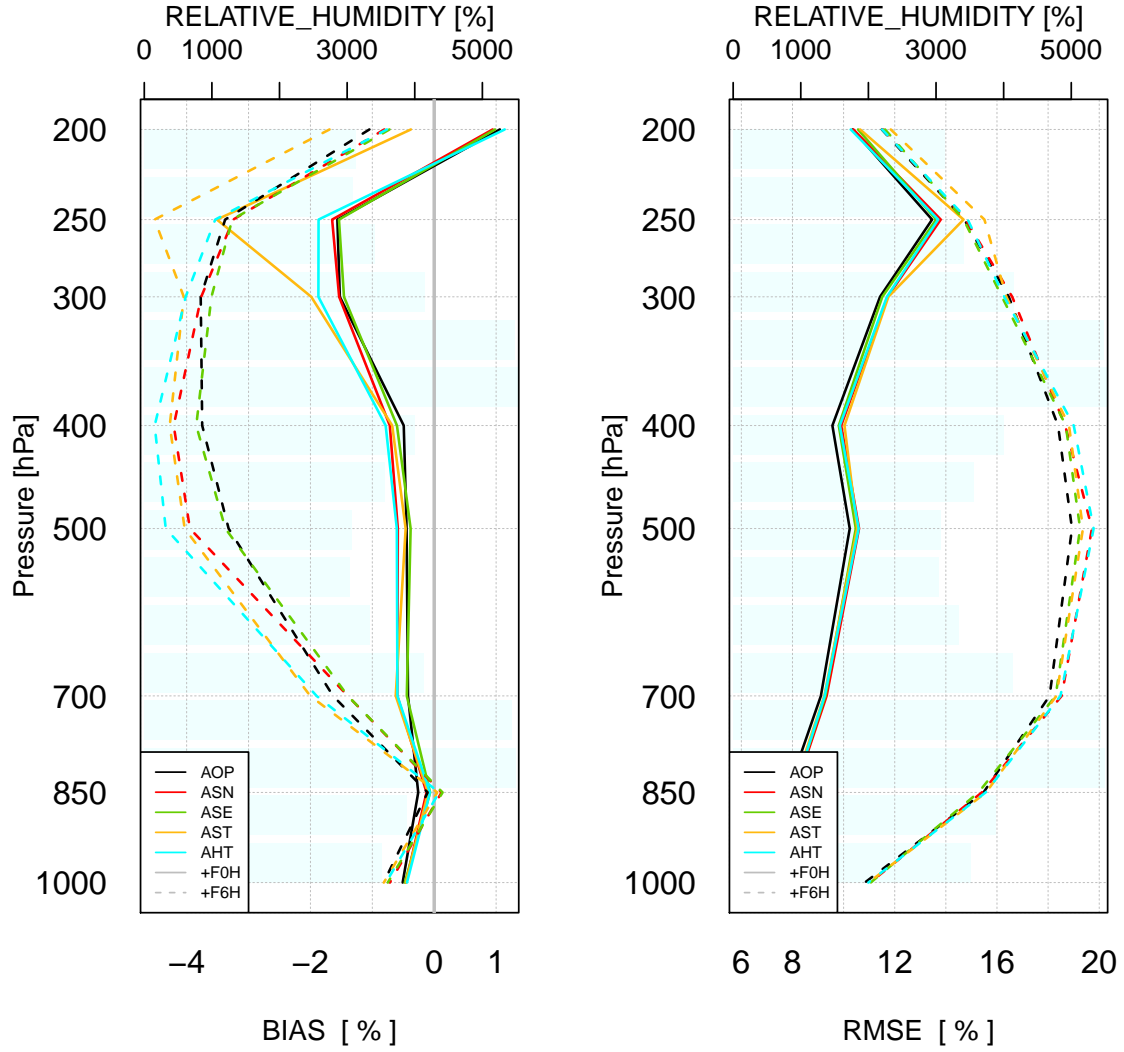 RELATIVE_HUMIDITY [%]
0 1000 3000 5000
Pressure [hPa]
200
250
300
400
500
700
850
1000
AOP
ASN
ASE
AST
AHT
+F0H
+F6H
−4 −2 0 1
BIAS [ % ]
RELATIVE_HUMIDITY [%]
0 1000 3000 5000
Pressure [hPa]
200
250
300
400
500
700
850
1000
AOP
ASN
ASE
AST
AHT
+F0H
+F6H
6 8 12 16 20
RMSE [ % ]